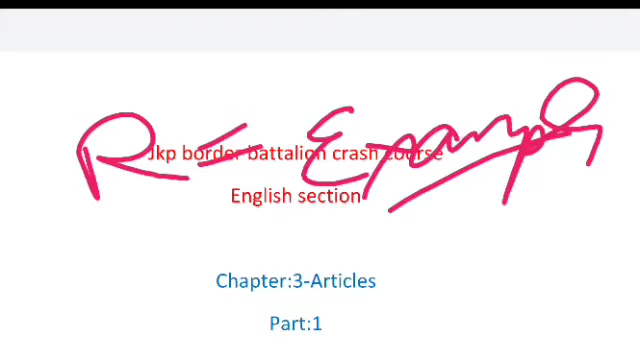 R = Example
Jkp border battalion crash course
English section
Chapter:3-Articles
Part:1